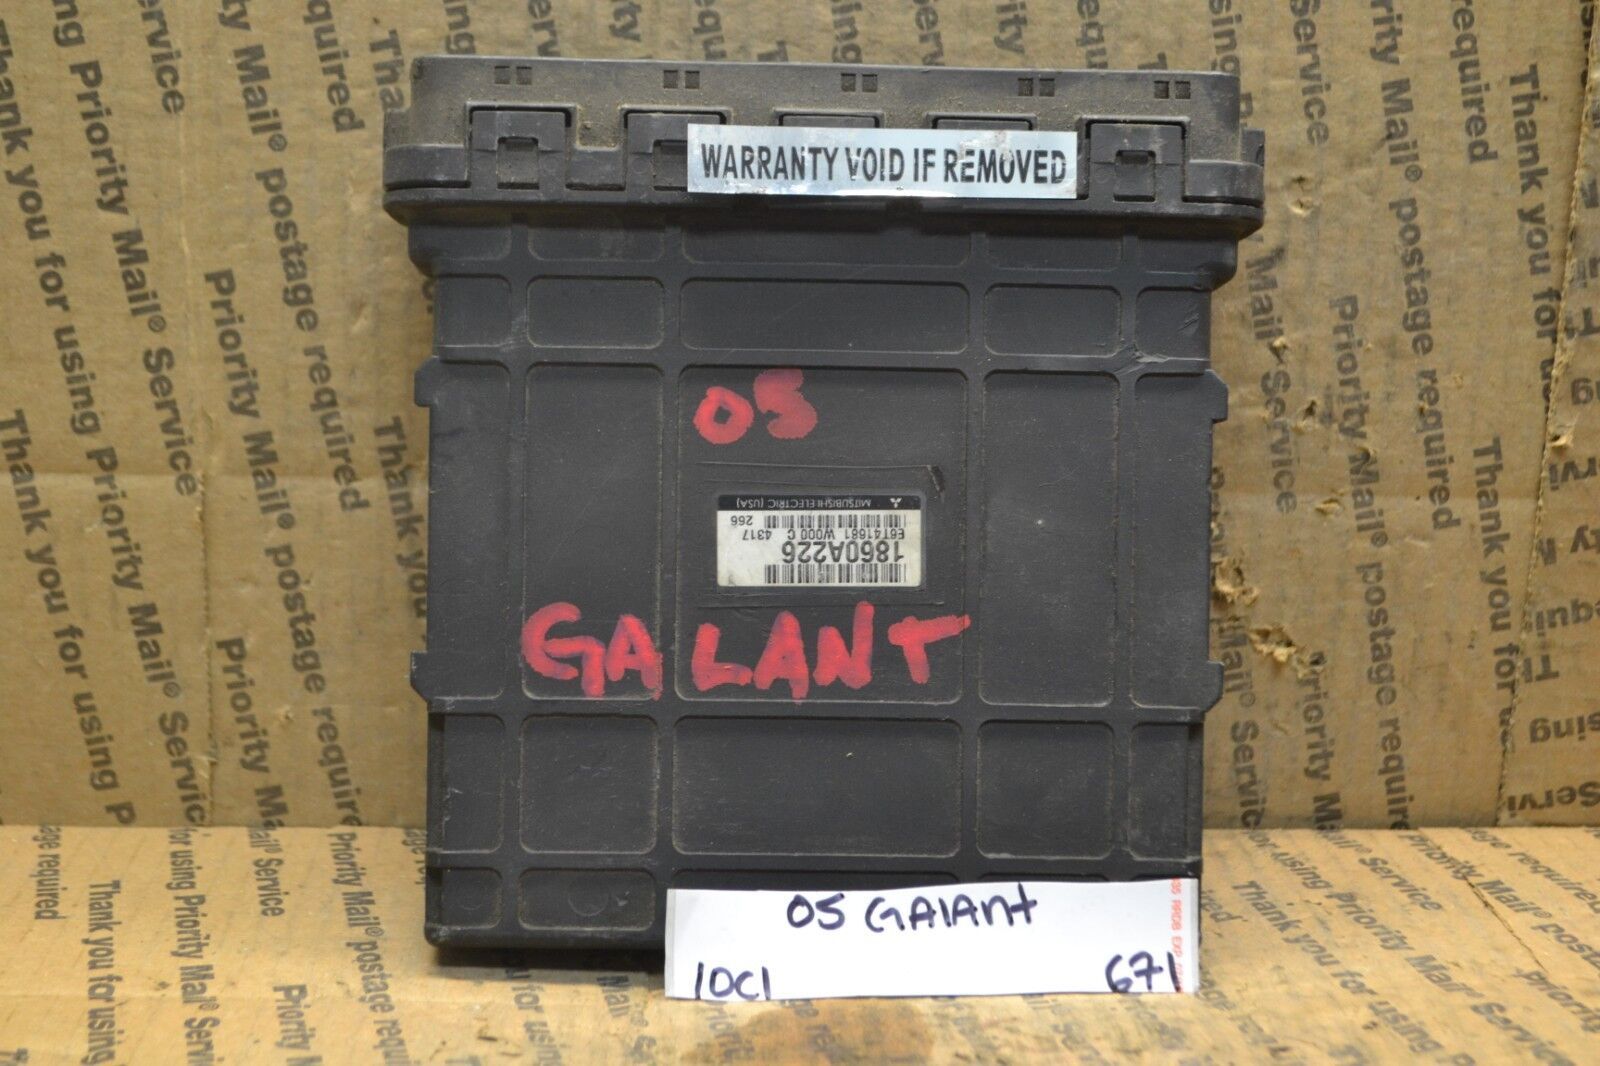 WARRANTY VOID IF REMOVED
05
MITSUBISHI ELECTRIC (USA)
266
E6T41681 W000 C 4317
1860A226
GALANT
05 GALANT
10C1
671
Thank you for using Priority Mail® Service
Priority Mail® postage required